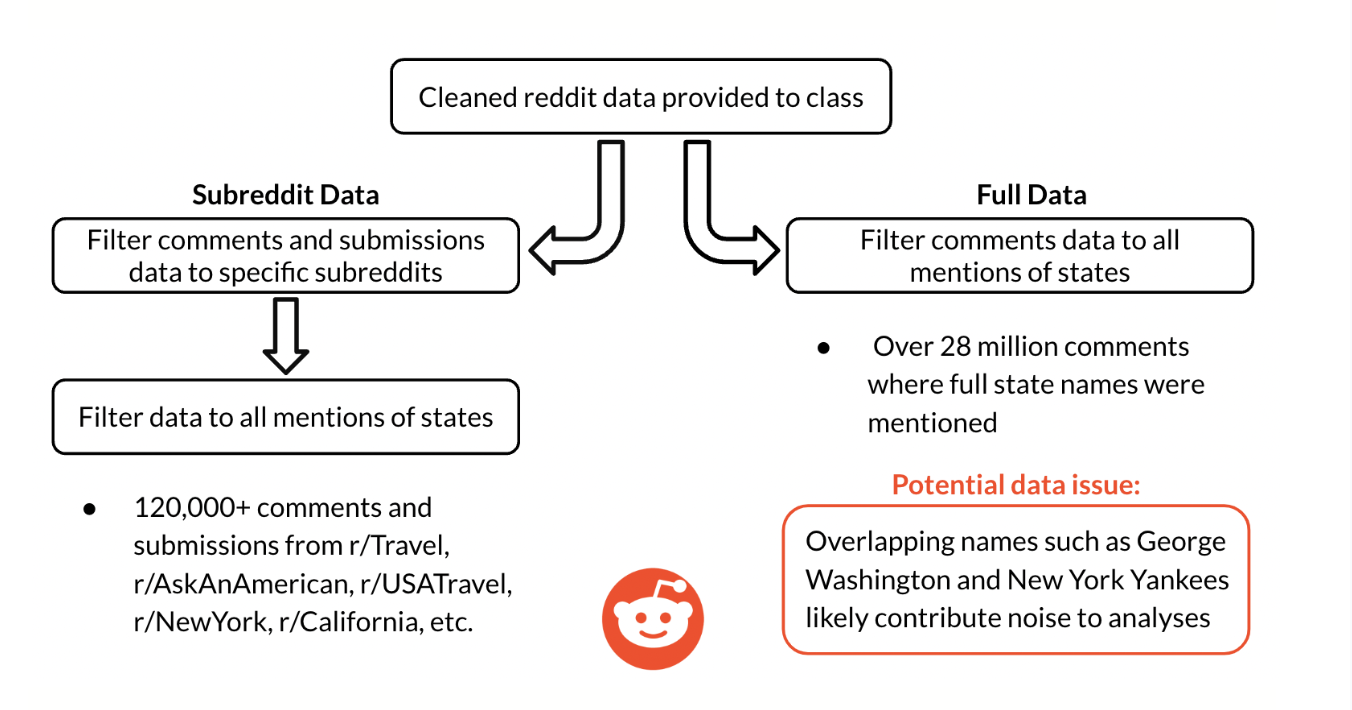 Cleaned reddit data provided to class
Subreddit Data
Filter comments and submissions
data to specific subreddits
Filter data to all mentions of states
● 120,000+ comments and
submissions from r/Travel,
r/AskAnAmerican, r/USATravel,
r/NewYork, r/California, etc.
Full Data
Filter comments data to all
mentions of states
● Over 28 million comments
where full state names were
mentioned
Potential data issue:
Overlapping names such as George
Washington and New York Yankees
likely contribute noise to analyses